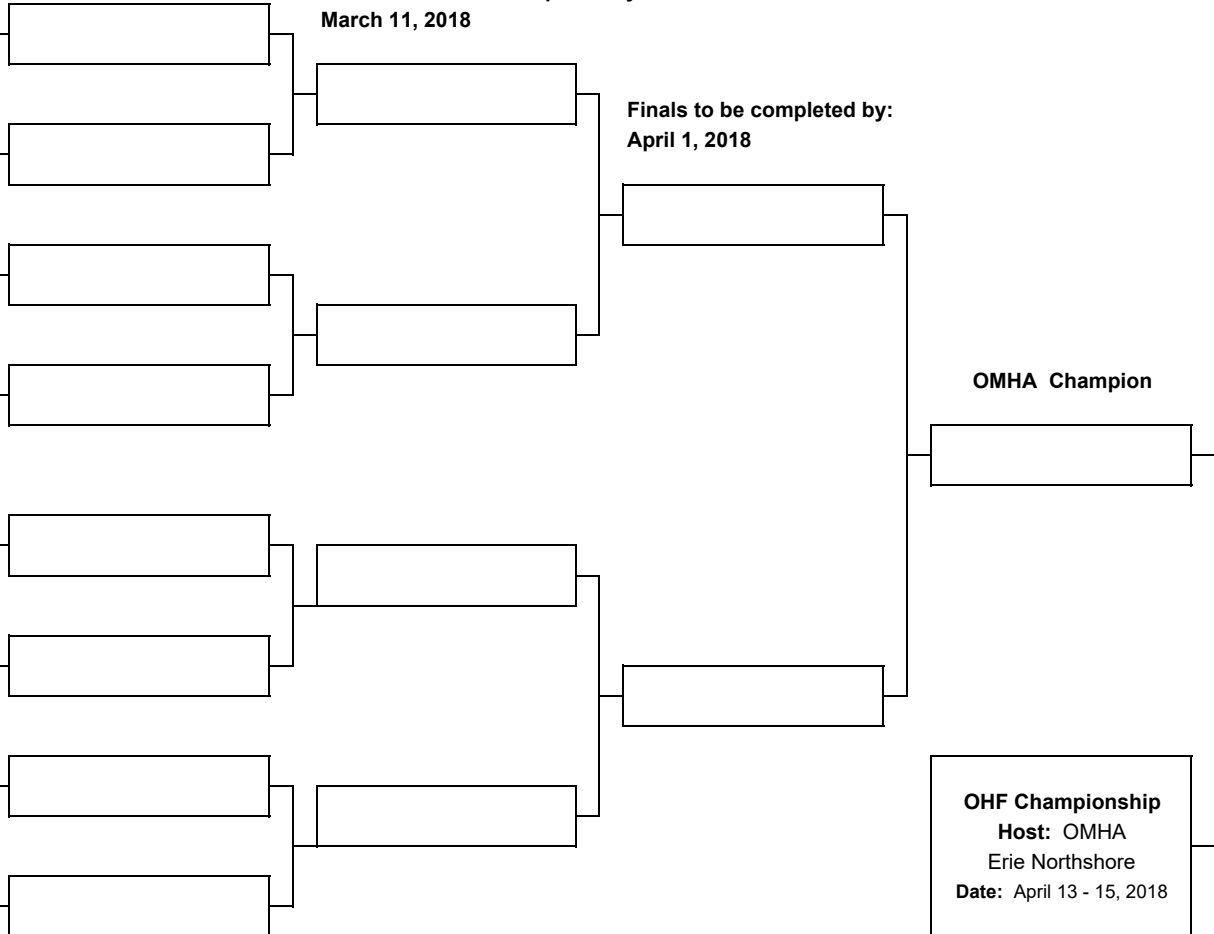 March 11, 2018
Finals to be completed by:
April 1, 2018
OMHA Champion
OHF Championship
Host: OMHA
Erie Northshore
Date: April 13 - 15, 2018